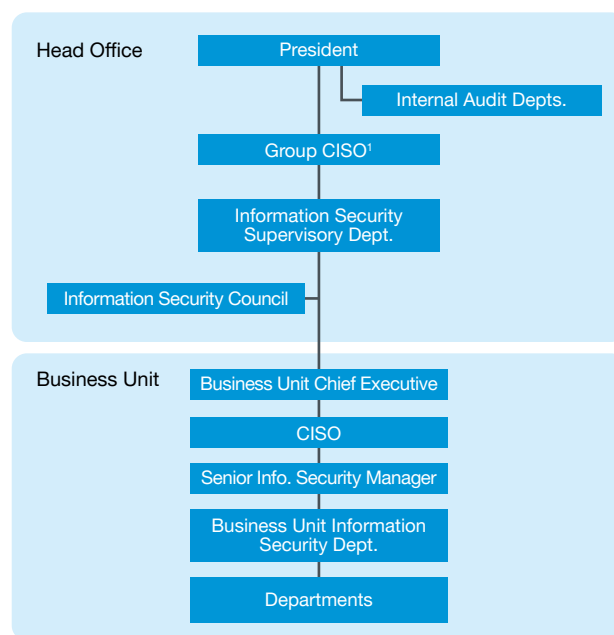 Head Office
President
Internal Audit Depts.
Group CISO¹
Information Security
Supervisory Dept.
Information Security Council
Business Unit
Business Unit Chief Executive
CISO
Senior Info. Security Manager
Business Unit Information
Security Dept.
Departments